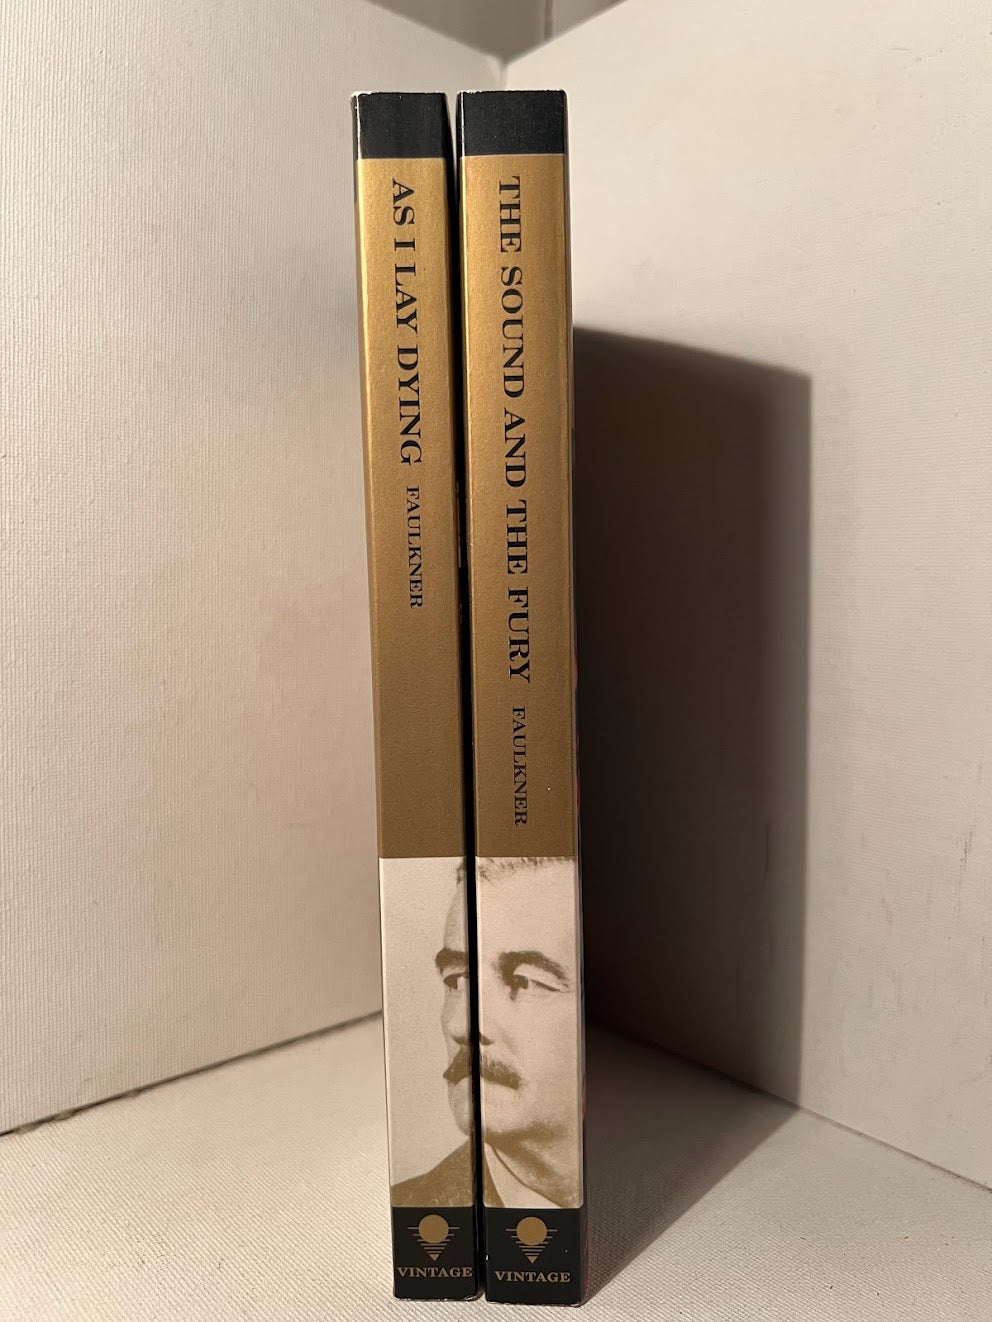 AS I LAY DYING FAULKNER
VINTAGE
THE SOUND AND THE FURY FAULKNER
VINTAGE